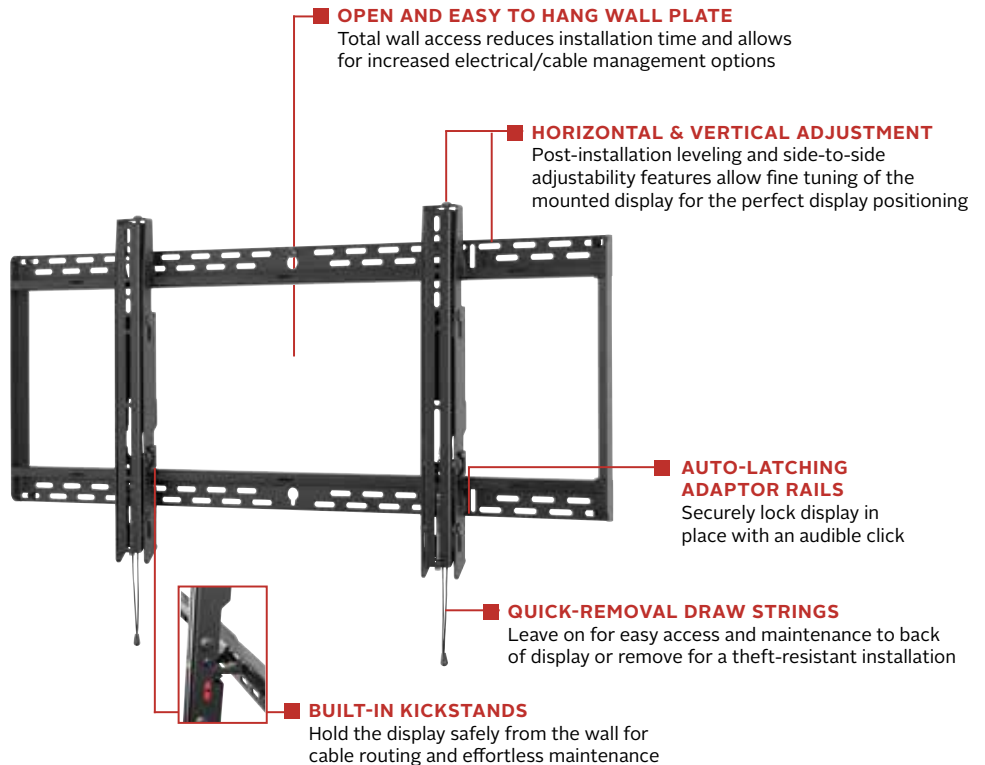 OPEN AND EASY TO HANG WALL PLATE
Total wall access reduces installation time and allows
for increased electrical/cable management options
HORIZONTAL & VERTICAL ADJUSTMENT
Post-installation leveling and side-to-side
adjustability features allow fine tuning of the
mounted display for the perfect display positioning
AUTO-LATCHING
ADAPTOR RAILS
Securely lock display in
place with an audible click
QUICK-REMOVAL DRAW STRINGS
Leave on for easy access and maintenance to back
of display or remove for a theft-resistant installation
BUILT-IN KICKSTANDS
Hold the display safely from the wall for
cable routing and effortless maintenance